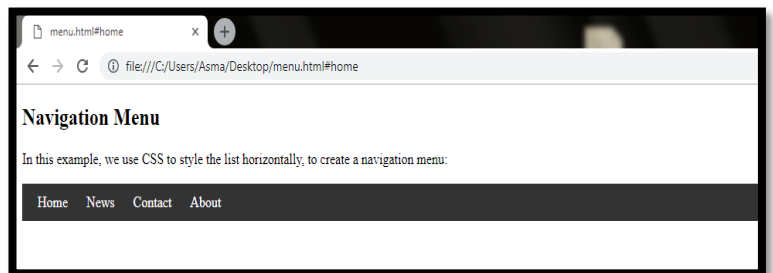 menu.html#home
file:///C:/Users/Asma/Desktop/menu.html#home
Navigation Menu
In this example, we use CSS to style the list horizontally, to create a navigation menu:
Home News Contact About